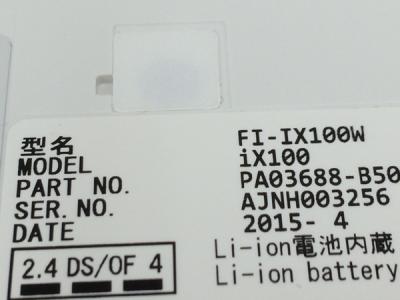 型名 FI-IX100W
MODEL iX100
PART NO. PA03688-B50
SER. NO. AJNH003256
DATE 2015- 4
2.4 DS/OF 4 Li-ion電池内蔵
Li-ion battery